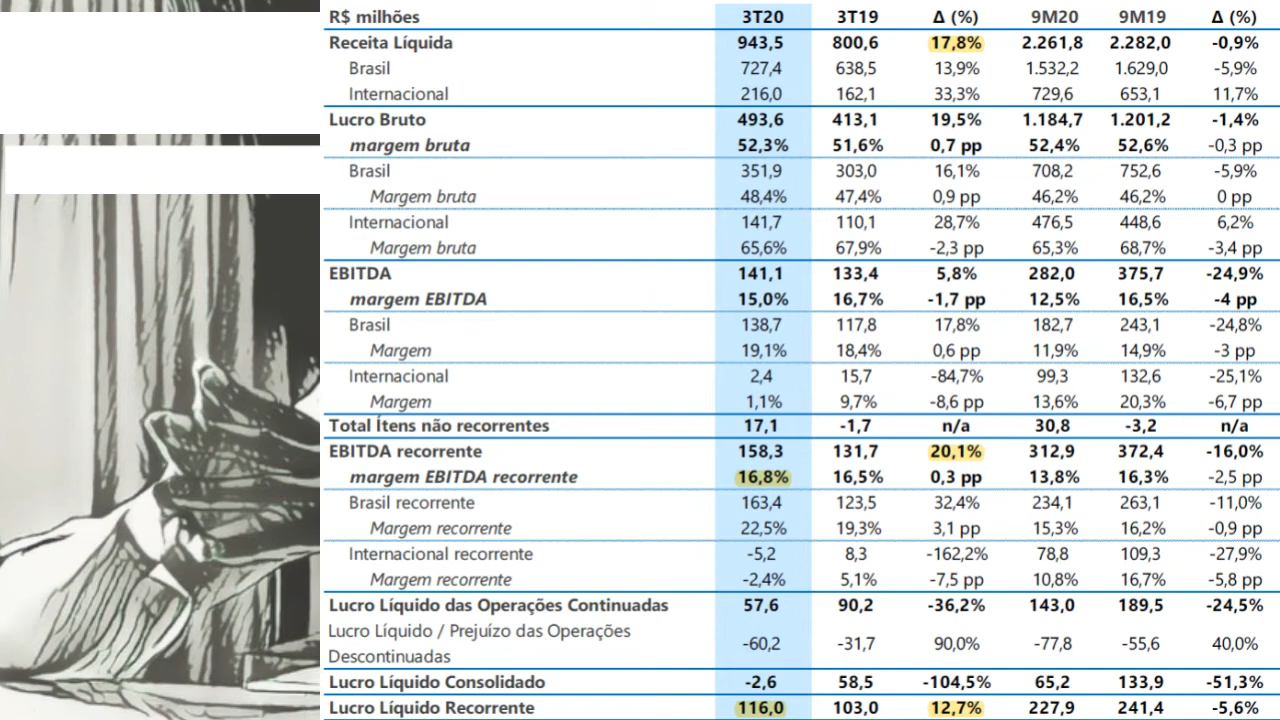 R$ milhões 3T20 3T19 Δ (%) 9M20 9M19 Δ (%)
Receita Líquida 943,5 800,6 17,8% 2.261,8 2.282,0 -0,9%
Brasil 727,4 638,5 13,9% 1.532,2 1.629,0 -5,9%
Internacional 216,0 162,1 33,3% 729,6 653,1 11,7%
Lucro Bruto 493,6 413,1 19,5% 1.184,7 1.201,2 -1,4%
margem bruta 52,3% 51,6% 0,7 pp 52,4% 52,6% -0,3 pp
Brasil 351,9 303,0 16,1% 708,2 752,6 -5,9%
Margem bruta 48,4% 47,4% 0,9 pp 46,2% 46,2% 0 pp
Internacional 141,7 110,1 28,7% 476,5 448,6 6,2%
Margem bruta 65,6% 67,9% -2,3 pp 65,3% 68,7% -3,4 pp
EBITDA 141,1 133,4 5,8% 282,0 375,7 -24,9%
margem EBITDA 15,0% 16,7% -1,7 pp 12,5% 16,5% -4 pp
Brasil 138,7 117,8 17,8% 182,7 243,1 -24,8%
Margem 19,1% 18,4% 0,6 pp 11,9% 14,9% -3 pp
Internacional 2,4 15,7 -84,7% 99,3 132,6 -25,1%
Margem 1,1% 9,7% -8,6 pp 13,6% 20,3% -6,7 pp
Total Ítens não recorrentes 17,1 -1,7 n/a 30,8 -3,2 n/a
EBITDA recorrente 158,3 131,7 20,1% 312,9 372,4 -16,0%
margem EBITDA recorrente 16,8% 16,5% 0,3 pp 13,8% 16,3% -2,5 pp
Brasil recorrente 163,4 123,5 32,4% 234,1 263,1 -11,0%
Margem recorrente 22,5% 19,3% 3,1 pp 15,3% 16,2% -0,9 pp
Internacional recorrente -5,2 8,3 -162,2% 78,8 109,3 -27,9%
Margem recorrente -2,4% 5,1% -7,5 pp 10,8% 16,7% -5,8 pp
Lucro Líquido das Operações Continuadas 57,6 90,2 -36,2% 143,0 189,5 -24,5%
Lucro Líquido / Prejuízo das Operações
Descontinuadas -60,2 -31,7 90,0% -77,8 -55,6 40,0%
Lucro Líquido Consolidado -2,6 58,5 -104,5% 65,2 133,9 -51,3%
Lucro Líquido Recorrente 116,0 103,0 12,7% 227,9 241,4 -5,6%